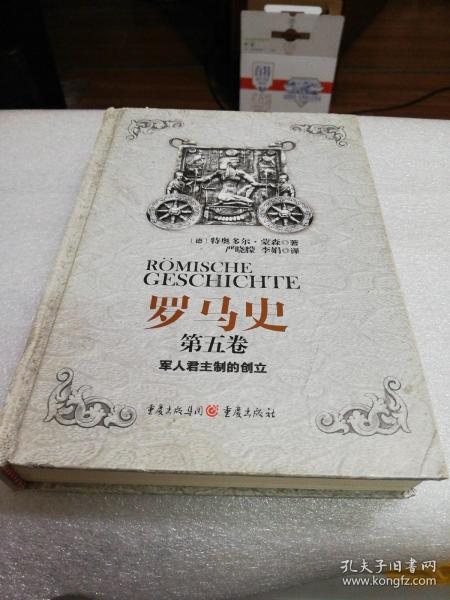 〔德〕特奥多尔·蒙森◎著
严晓朦 李娟◎译
RÖMISCHE
GESCHICHTE
罗马史
第五卷
军人君主制的创立
重庆出版集团 重庆出版社
孔夫子旧书网
www.kongfz.com